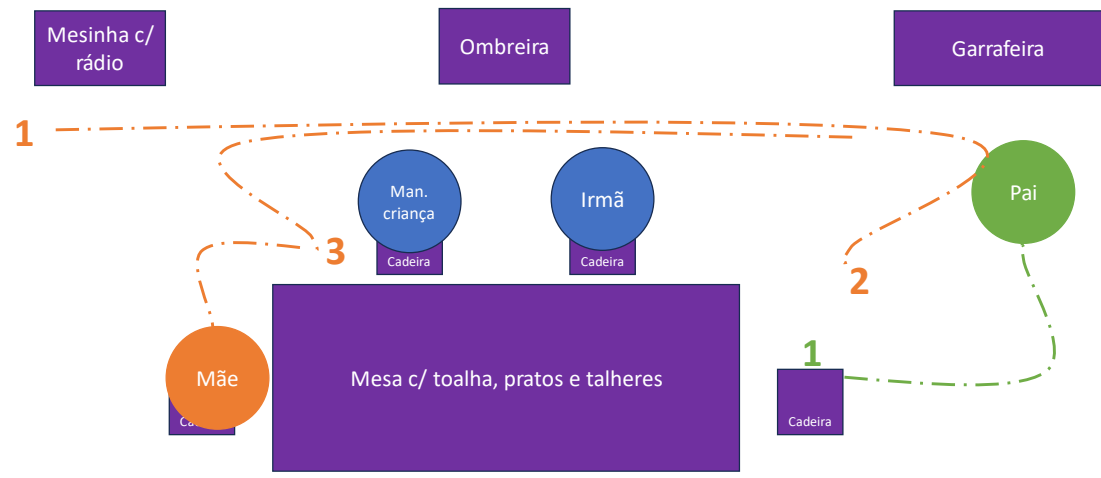 Mesinha c/
rádio
Ombreira
Garrafeira
1
Man.
criança
Irmã
Pai
3
Cadeira
Cadeira
2
1
Mãe
Mesa c/ toalha, pratos e talheres
Cadeira